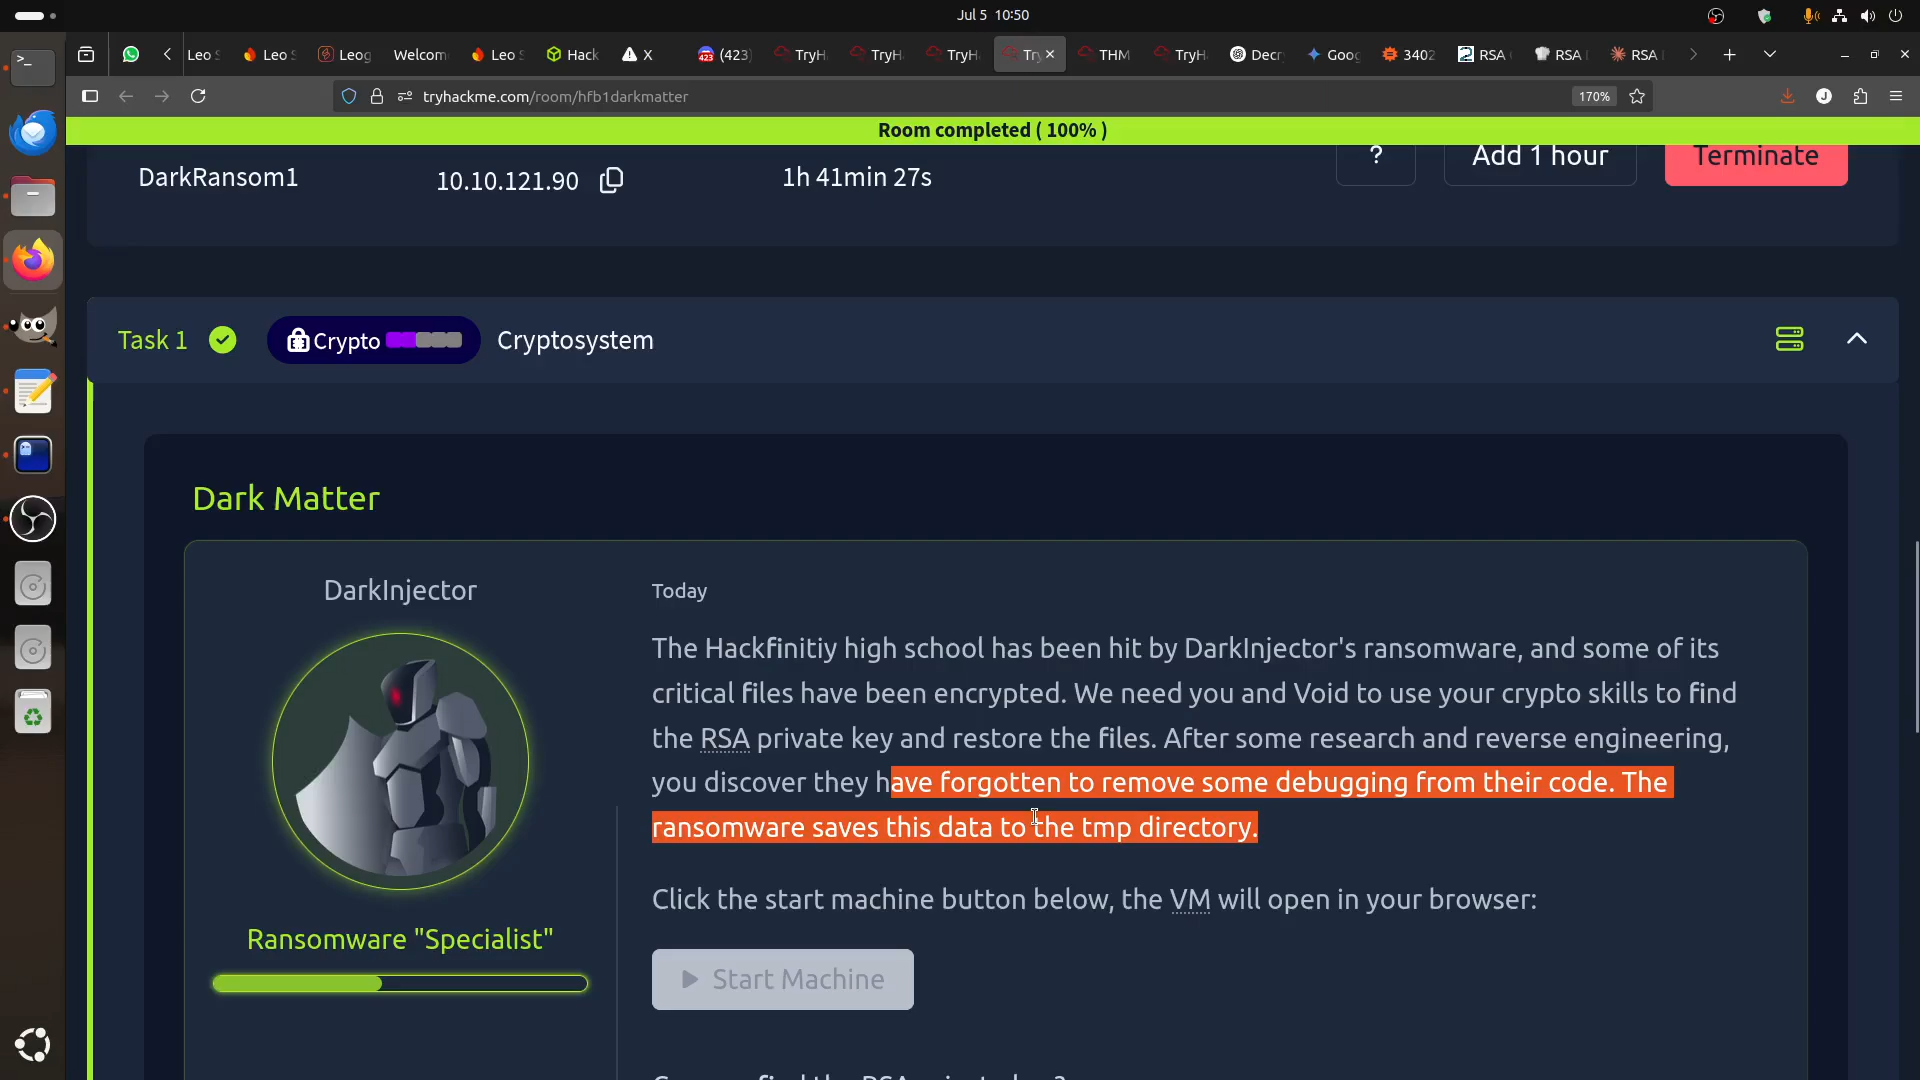 Jul 5 10:50
Leo S
Leo S
Leog
Welcom
Leo S
Hack
X
(423)
TryH
TryH
TryH
Try
THM
TryH
Decry
Goog
3402
RSA
RSA
RSA
tryhackme.com/room/hfb1darkmatter
170%
Room completed ( 100% )
DarkRansom1
10.10.121.90
1h 41min 27s
?
Add 1 hour
Terminate
Task 1
Crypto
Cryptosystem
Dark Matter
DarkInjector
Ransomware "Specialist"
Today
The Hackfinitiy high school has been hit by DarkInjector's ransomware, and some of its
critical files have been encrypted. We need you and Void to use your crypto skills to find
the RSA private key and restore the files. After some research and reverse engineering,
you discover they have forgotten to remove some debugging from their code. The
ransomware saves this data to the tmp directory.
Click the start machine button below, the VM will open in your browser:
Start Machine